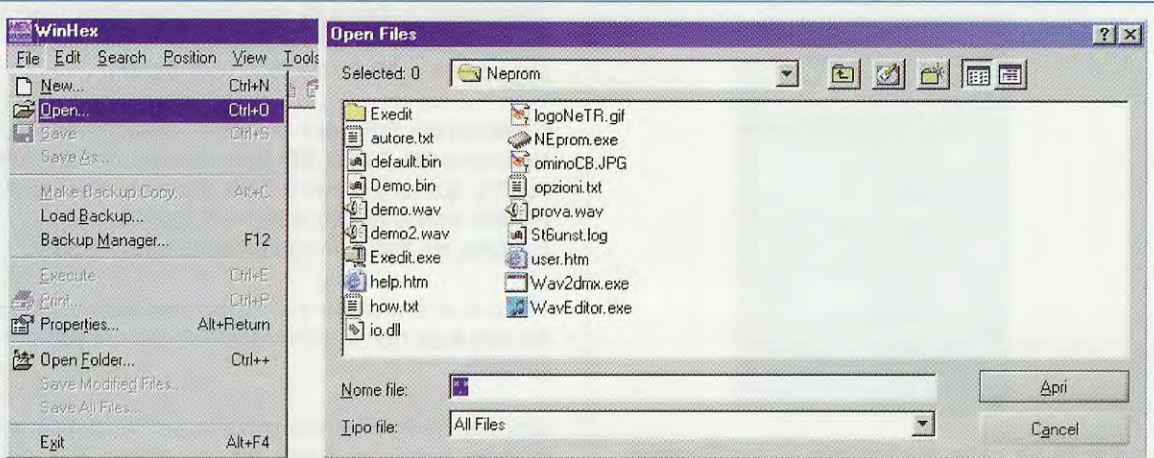 WinHex
File Edit Search Position View Tools
New... Ctrl+N
Open... Ctrl+O
Save Ctrl+S
Save As...
Make Backup Copy... Alt+C
Load Backup...
Backup Manager... F12
Execute Ctrl+E
Print... Ctrl+P
Properties... Alt+Return
Open Folder... Ctrl++
Save Modified Files...
Save All Files...
Exit Alt+F4
Open Files
Selected: 0 Neprom
Exedit
autore.txt
default.bin
Demo.bin
demo.wav
demo2.wav
Exedit.exe
help.htm
how.txt
io.dll
logoNeTR.gif
NEprom.exe
ominoCB.JPG
opzioni.txt
prova.wav
St6unst.log
user.htm
Wav2dmx.exe
WavEditor.exe
Nome file: *.*
Apri
Tipo file: All Files
Cancel